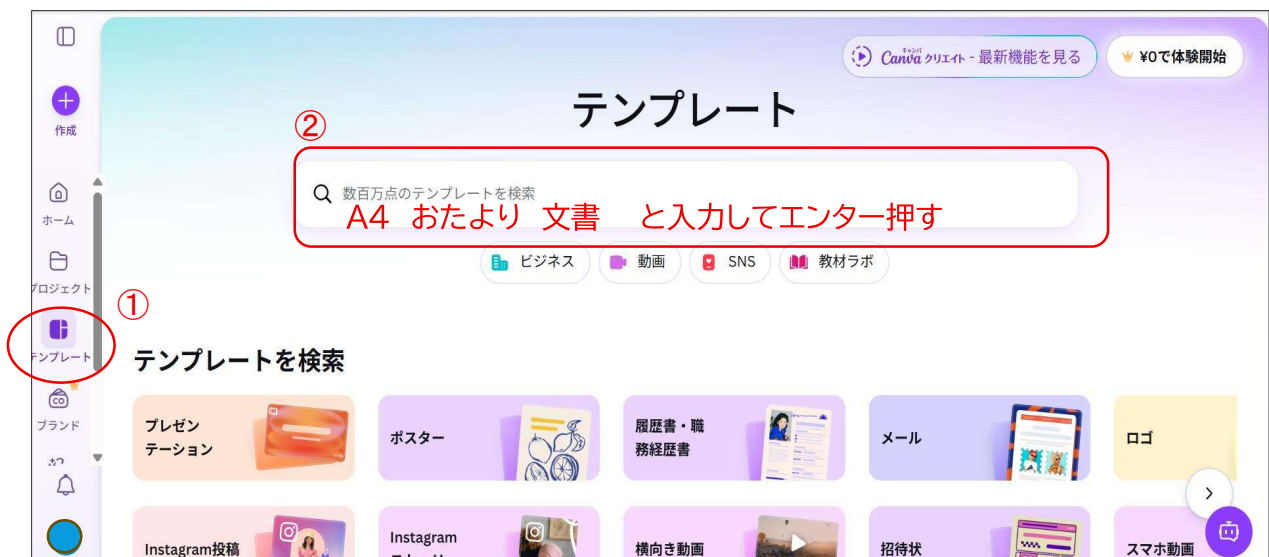 キャンバ
Canva クリエイト - 最新機能を見る
¥0で体験開始
作成
テンプレート
②
数百万点のテンプレートを検索
A4 おたより 文書 と入力してエンター押す
ホーム
プロジェクト
ビジネス
動画
SNS
教材ラボ
①
テンプレート
テンプレートを検索
CO
ブランド
プレゼン
テーション
ポスター
履歴書・職
務経歴書
メール
ロゴ
Instagram投稿
Instagram
横向き動画
招待状
スマホ動画